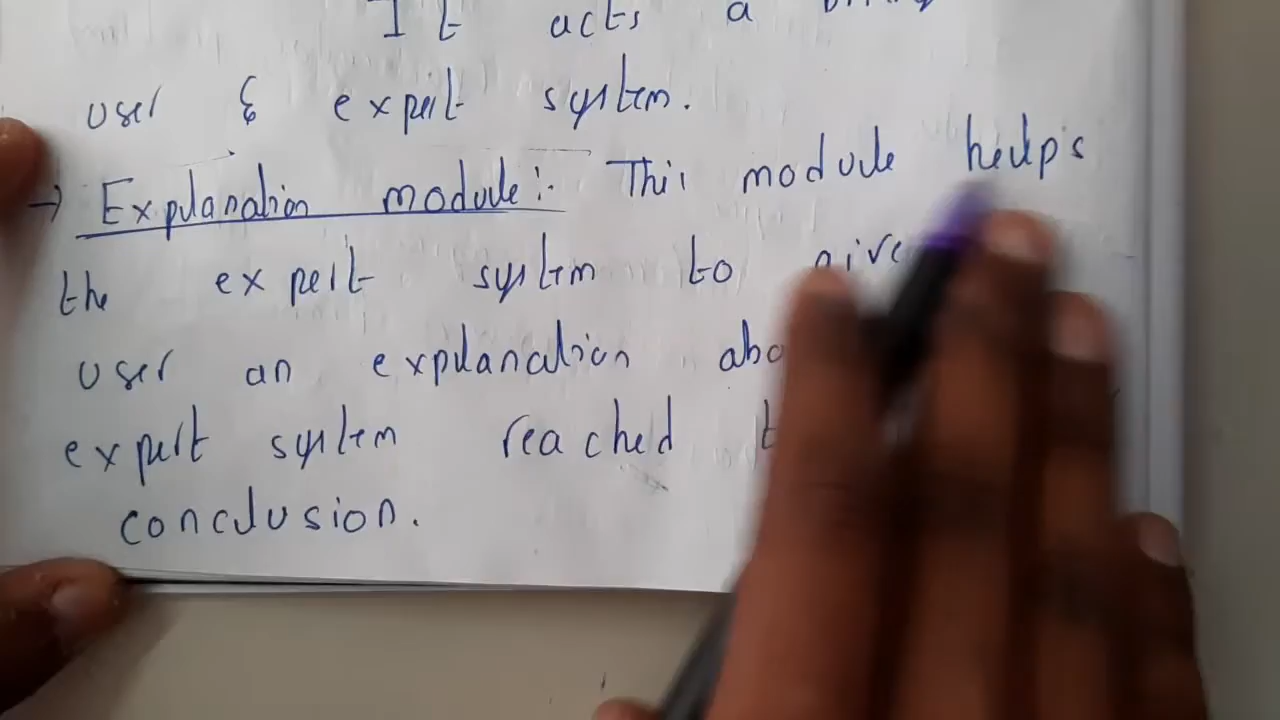 It acts a
user & expert system.
→ Explanation module:- This module helps
the expert system to give
user an explanation
expert system reached
conclusion.